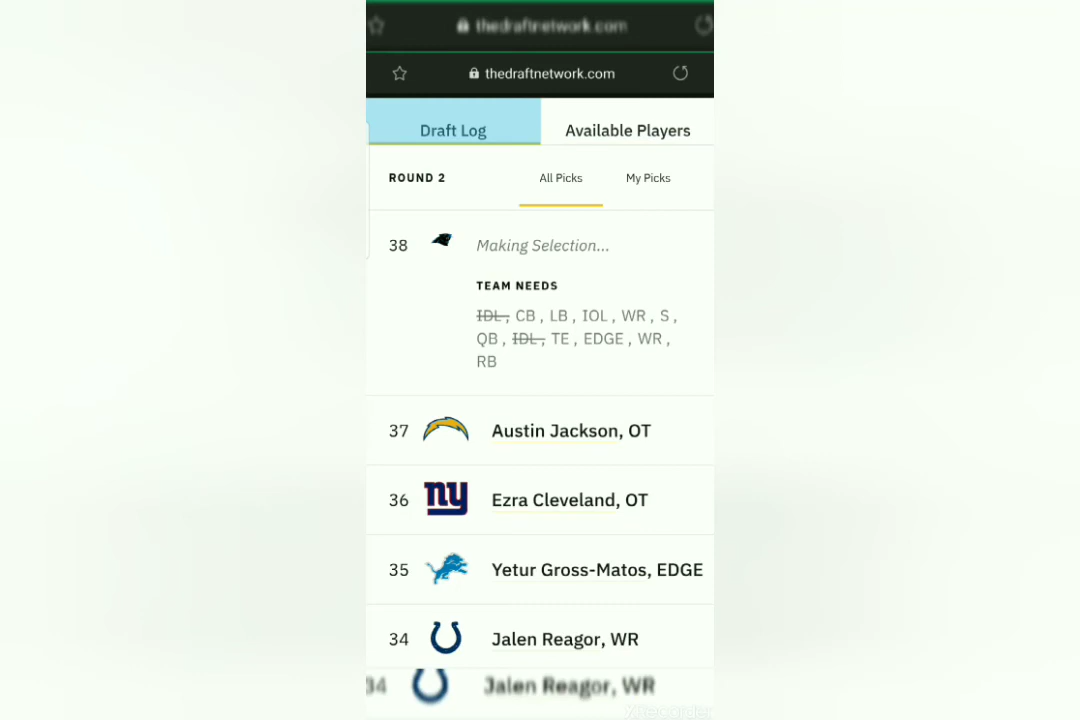 thedraftnetwork.com
thedraftnetwork.com
Draft Log Available Players
ROUND 2 All Picks My Picks
38 Making Selection...
TEAM NEEDS
IDL , CB , LB , IOL , WR , S ,
QB , IDL , TE , EDGE , WR ,
RB
37 Austin Jackson, OT
36 ny Ezra Cleveland, OT
35 Yetur Gross-Matos, EDGE
34 Jalen Reagor, WR
34 Jalen Reagor, WR